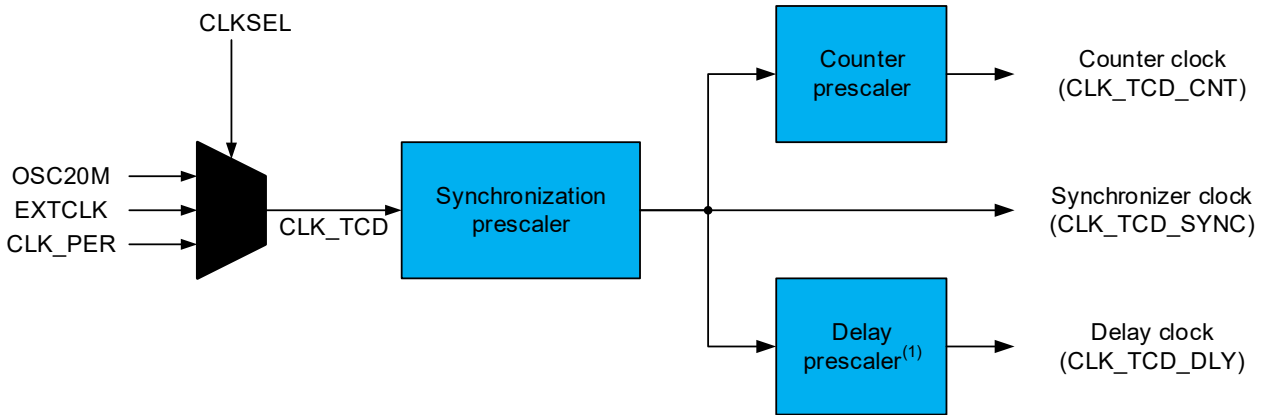 CLKSEL
OSC20M
EXTCLK
CLK_PER
CLK_TCD
Synchronization
prescaler
Counter
prescaler
Counter clock
(CLK_TCD_CNT)
Synchronizer clock
(CLK_TCD_SYNC)
Delay
prescaler(1)
Delay clock
(CLK_TCD_DLY)